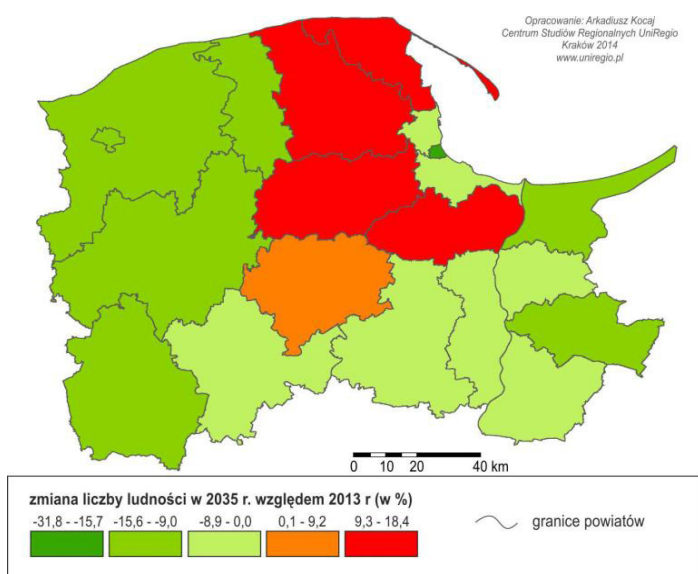 Opracowanie: Arkadiusz Kocaj
Centrum Studiów Regionalnych UniRegio
Kraków 2014
www.uniregio.pl
0 10 20 40 km
zmiana liczby ludności w 2035 r. względem 2013 r (w %)
-31,8 - -15,7 -15,6 - -9,0 -8,9 - 0,0 0,1 - 9,2 9,3 - 18,4
granice powiatów